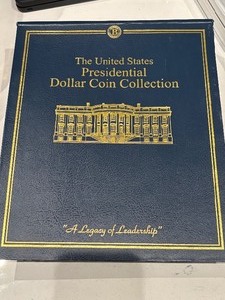 The United States
Presidential
Dollar Coin Collection
"A Legacy of Leadership"